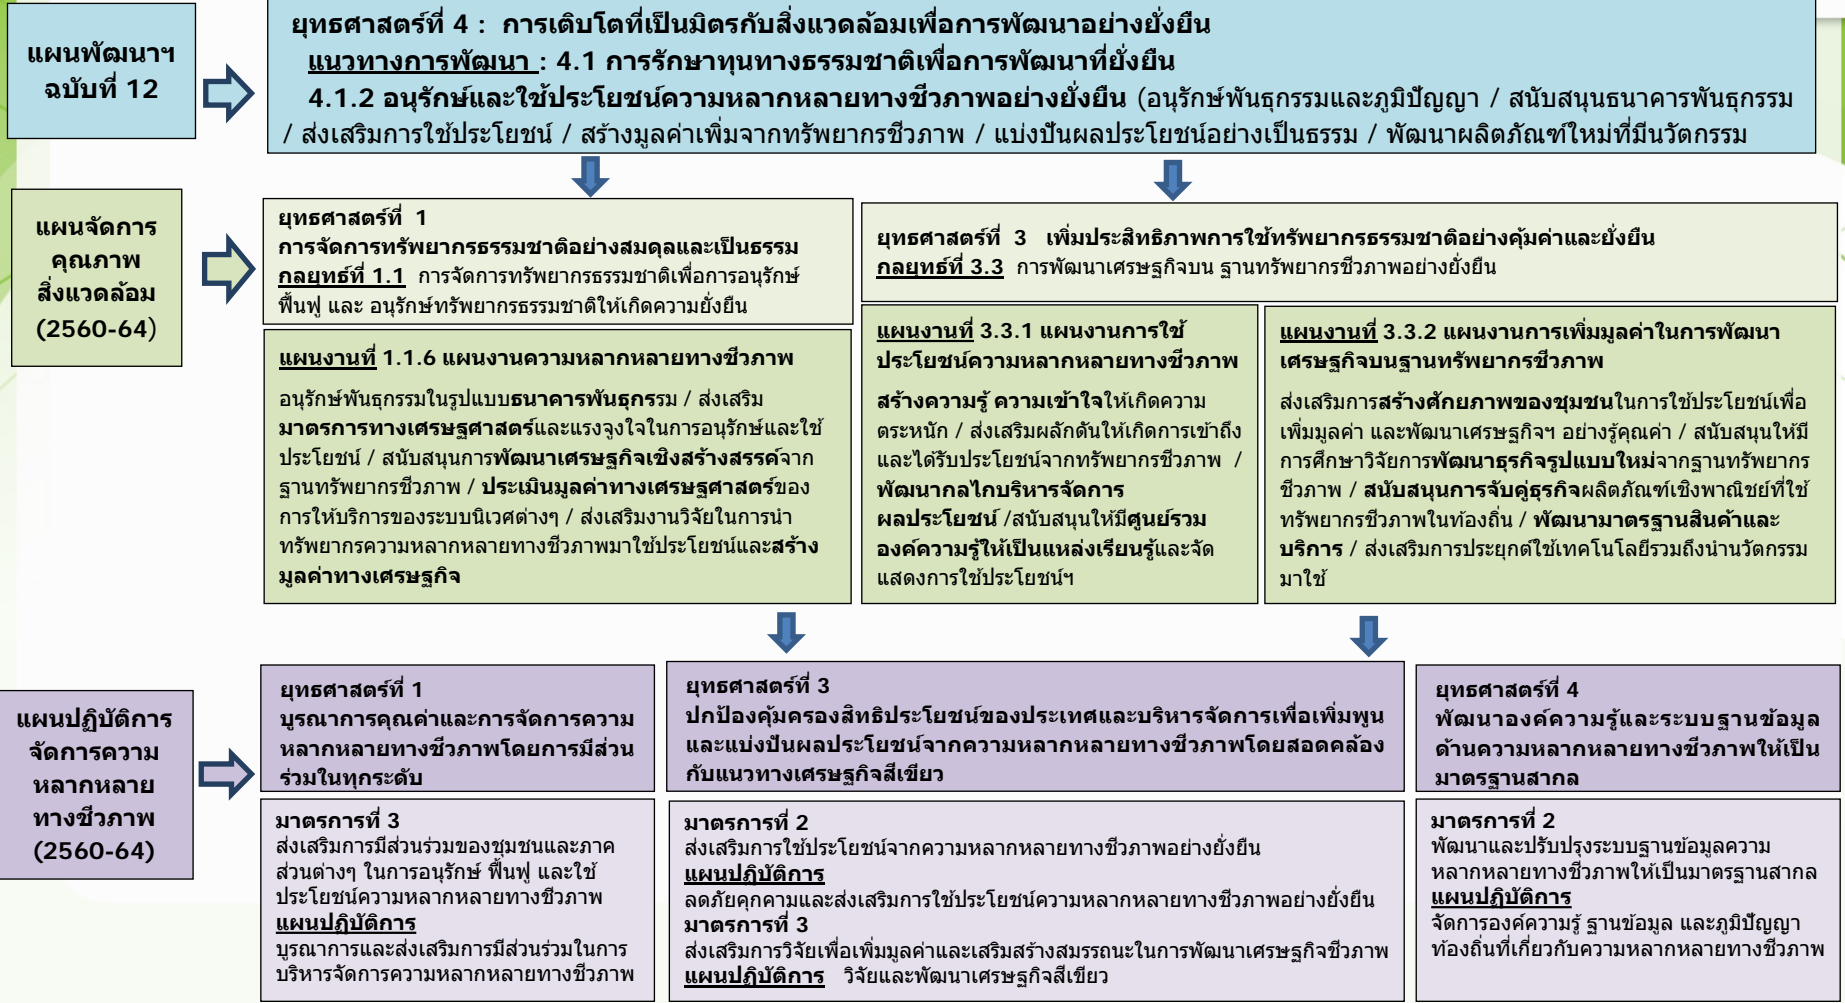 แผนพัฒนาฯ
ฉบับที่ 12
ยุทธศาสตร์ที่ 4 : การเติบโตที่เป็นมิตรกับสิ่งแวดล้อมเพื่อการพัฒนาอย่างยั่งยืน
แนวทางการพัฒนา : 4.1 การรักษาทุนทางธรรมชาติเพื่อการพัฒนาที่ยั่งยืน
4.1.2 อนุรักษ์และใช้ประโยชน์ความหลากหลายทางชีวภาพอย่างยั่งยืน (อนุรักษ์พันธุกรรมและภูมิปัญญา / สนับสนุนธนาคารพันธุกรรม
/ ส่งเสริมการใช้ประโยชน์ / สร้างมูลค่าเพิ่มจากทรัพยากรชีวภาพ / แบ่งปันผลประโยชน์อย่างเป็นธรรม / พัฒนาผลิตภัณฑ์ใหม่ที่มีนวัตกรรม
แผนจัดการ
คุณภาพ
สิ่งแวดล้อม
(2560-64)
ยุทธศาสตร์ที่ 1
การจัดการทรัพยากรธรรมชาติอย่างสมดุลและเป็นธรรม
กลยุทธ์ที่ 1.1 การจัดการทรัพยากรธรรมชาติเพื่อการอนุรักษ์
ฟื้นฟู และ อนุรักษ์ทรัพยากรธรรมชาติให้เกิดความยั่งยืน
ยุทธศาสตร์ที่ 3 เพิ่มประสิทธิภาพการใช้ทรัพยากรธรรมชาติอย่างคุ้มค่าและยั่งยืน
กลยุทธ์ที่ 3.3 การพัฒนาเศรษฐกิจบน ฐานทรัพยากรชีวภาพอย่างยั่งยืน
แผนงานที่ 1.1.6 แผนงานความหลากหลายทางชีวภาพ
อนุรักษ์พันธุกรรมในรูปแบบธนาคารพันธุกรรม / ส่งเสริม
มาตรการทางเศรษฐศาสตร์และแรงจูงใจในการอนุรักษ์และใช้
ประโยชน์ / สนับสนุนการพัฒนาเศรษฐกิจเชิงสร้างสรรค์จาก
ฐานทรัพยากรชีวภาพ / ประเมินมูลค่าทางเศรษฐศาสตร์ของ
การให้บริการของระบบนิเวศต่างๆ / ส่งเสริมงานวิจัยในการนำ
ทรัพยากรความหลากหลายทางชีวภาพมาใช้ประโยชน์และสร้าง
มูลค่าทางเศรษฐกิจ
แผนงานที่ 3.3.1 แผนงานการใช้
ประโยชน์ความหลากหลายทางชีวภาพ
สร้างความรู้ ความเข้าใจให้เกิดความ
ตระหนัก / ส่งเสริมผลักดันให้เกิดการเข้าถึง
และได้รับประโยชน์จากทรัพยากรชีวภาพ /
พัฒนากลไกบริหารจัดการ
ผลประโยชน์ /สนับสนุนให้มีศูนย์รวม
องค์ความรู้ให้เป็นแหล่งเรียนรู้และจัด
แสดงการใช้ประโยชน์ฯ
แผนงานที่ 3.3.2 แผนงานการเพิ่มมูลค่าในการพัฒนา
เศรษฐกิจบนฐานทรัพยากรชีวภาพ
ส่งเสริมการสร้างศักยภาพของชุมชนในการใช้ประโยชน์เพื่อ
เพิ่มมูลค่า และพัฒนาเศรษฐกิจฯ อย่างรู้คุณค่า / สนับสนุนให้มี
การศึกษาวิจัยการพัฒนาธุรกิจรูปแบบใหม่จากฐานทรัพยากร
ชีวภาพ / สนับสนุนการจับคู่ธุรกิจผลิตภัณฑ์เชิงพาณิชย์ที่ใช้
ทรัพยากรชีวภาพในท้องถิ่น / พัฒนามาตรฐานสินค้าและ
บริการ / ส่งเสริมการประยุกต์ใช้เทคโนโลยีรวมถึงนำนวัตกรรม
มาใช้
แผนปฏิบัติการ
จัดการความ
หลากหลาย
ทางชีวภาพ
(2560-64)
ยุทธศาสตร์ที่ 1
บูรณาการคุณค่าและการจัดการความ
หลากหลายทางชีวภาพโดยการมีส่วน
ร่วมในทุกระดับ
ยุทธศาสตร์ที่ 3
ปกป้องคุ้มครองสิทธิประโยชน์ของประเทศและบริหารจัดการเพื่อเพิ่มพูน
และแบ่งปันผลประโยชน์จากความหลากหลายทางชีวภาพโดยสอดคล้อง
กับแนวทางเศรษฐกิจสีเขียว
ยุทธศาสตร์ที่ 4
พัฒนาองค์ความรู้และระบบฐานข้อมูล
ด้านความหลากหลายทางชีวภาพให้เป็น
มาตรฐานสากล
มาตรการที่ 3
ส่งเสริมการมีส่วนร่วมของชุมชนและภาค
ส่วนต่างๆ ในการอนุรักษ์ ฟื้นฟู และใช้
ประโยชน์ความหลากหลายทางชีวภาพ
แผนปฏิบัติการ
บูรณาการและส่งเสริมการมีส่วนร่วมในการ
บริหารจัดการความหลากหลายทางชีวภาพ
มาตรการที่ 2
ส่งเสริมการใช้ประโยชน์จากความหลากหลายทางชีวภาพอย่างยั่งยืน
แผนปฏิบัติการ
ลดภัยคุกคามและส่งเสริมการใช้ประโยชน์ความหลากหลายทางชีวภาพอย่างยั่งยืน
มาตรการที่ 3
ส่งเสริมการวิจัยเพื่อเพิ่มมูลค่าและเสริมสร้างสมรรถนะในการพัฒนาเศรษฐกิจชีวภาพ
แผนปฏิบัติการ วิจัยและพัฒนาเศรษฐกิจสีเขียว
มาตรการที่ 2
พัฒนาและปรับปรุงระบบฐานข้อมูลความ
หลากหลายทางชีวภาพให้เป็นมาตรฐานสากล
แผนปฏิบัติการ
จัดการองค์ความรู้ ฐานข้อมูล และภูมิปัญญา
ท้องถิ่นที่เกี่ยวกับความหลากหลายทางชีวภาพ